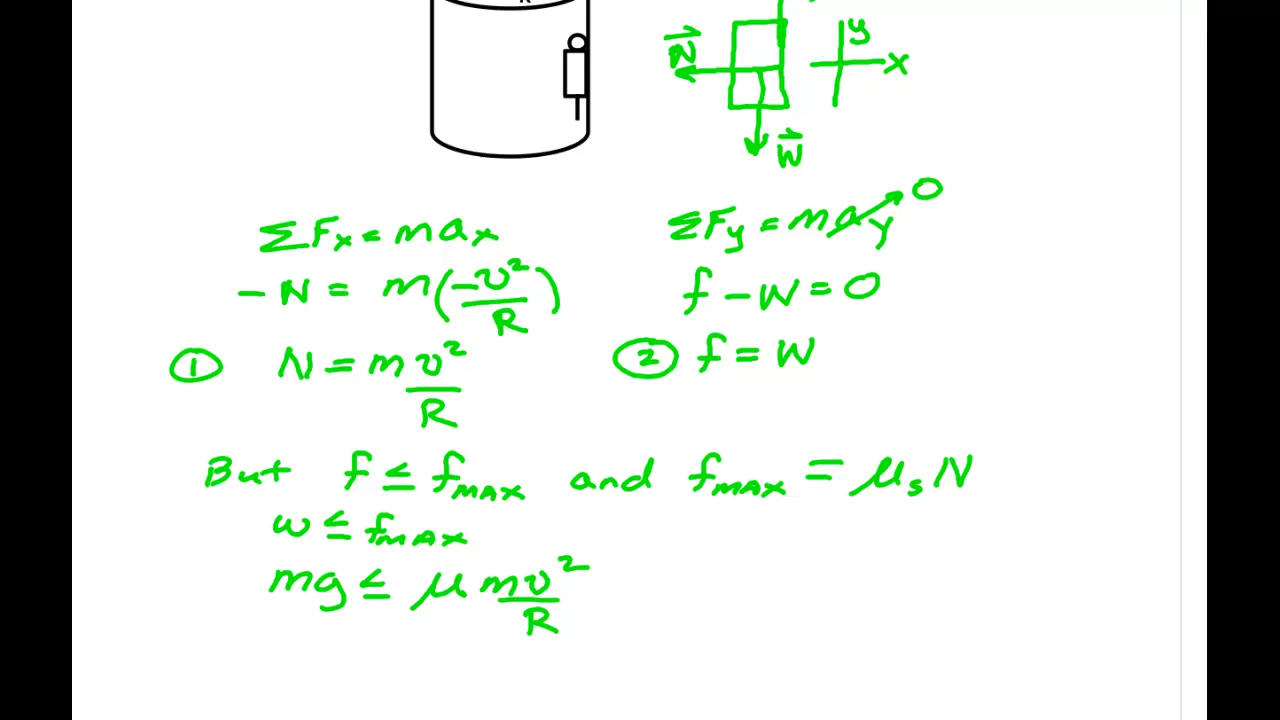 R
N y x
W
ΣFx = max ΣFy = may 0
-N = m(-v²/R) f - W = 0
① N = mv²/R ② f = W
But f ≤ fMAX and fMAX = μsN
w ≤ fMAX
mg ≤ μ mv²/R